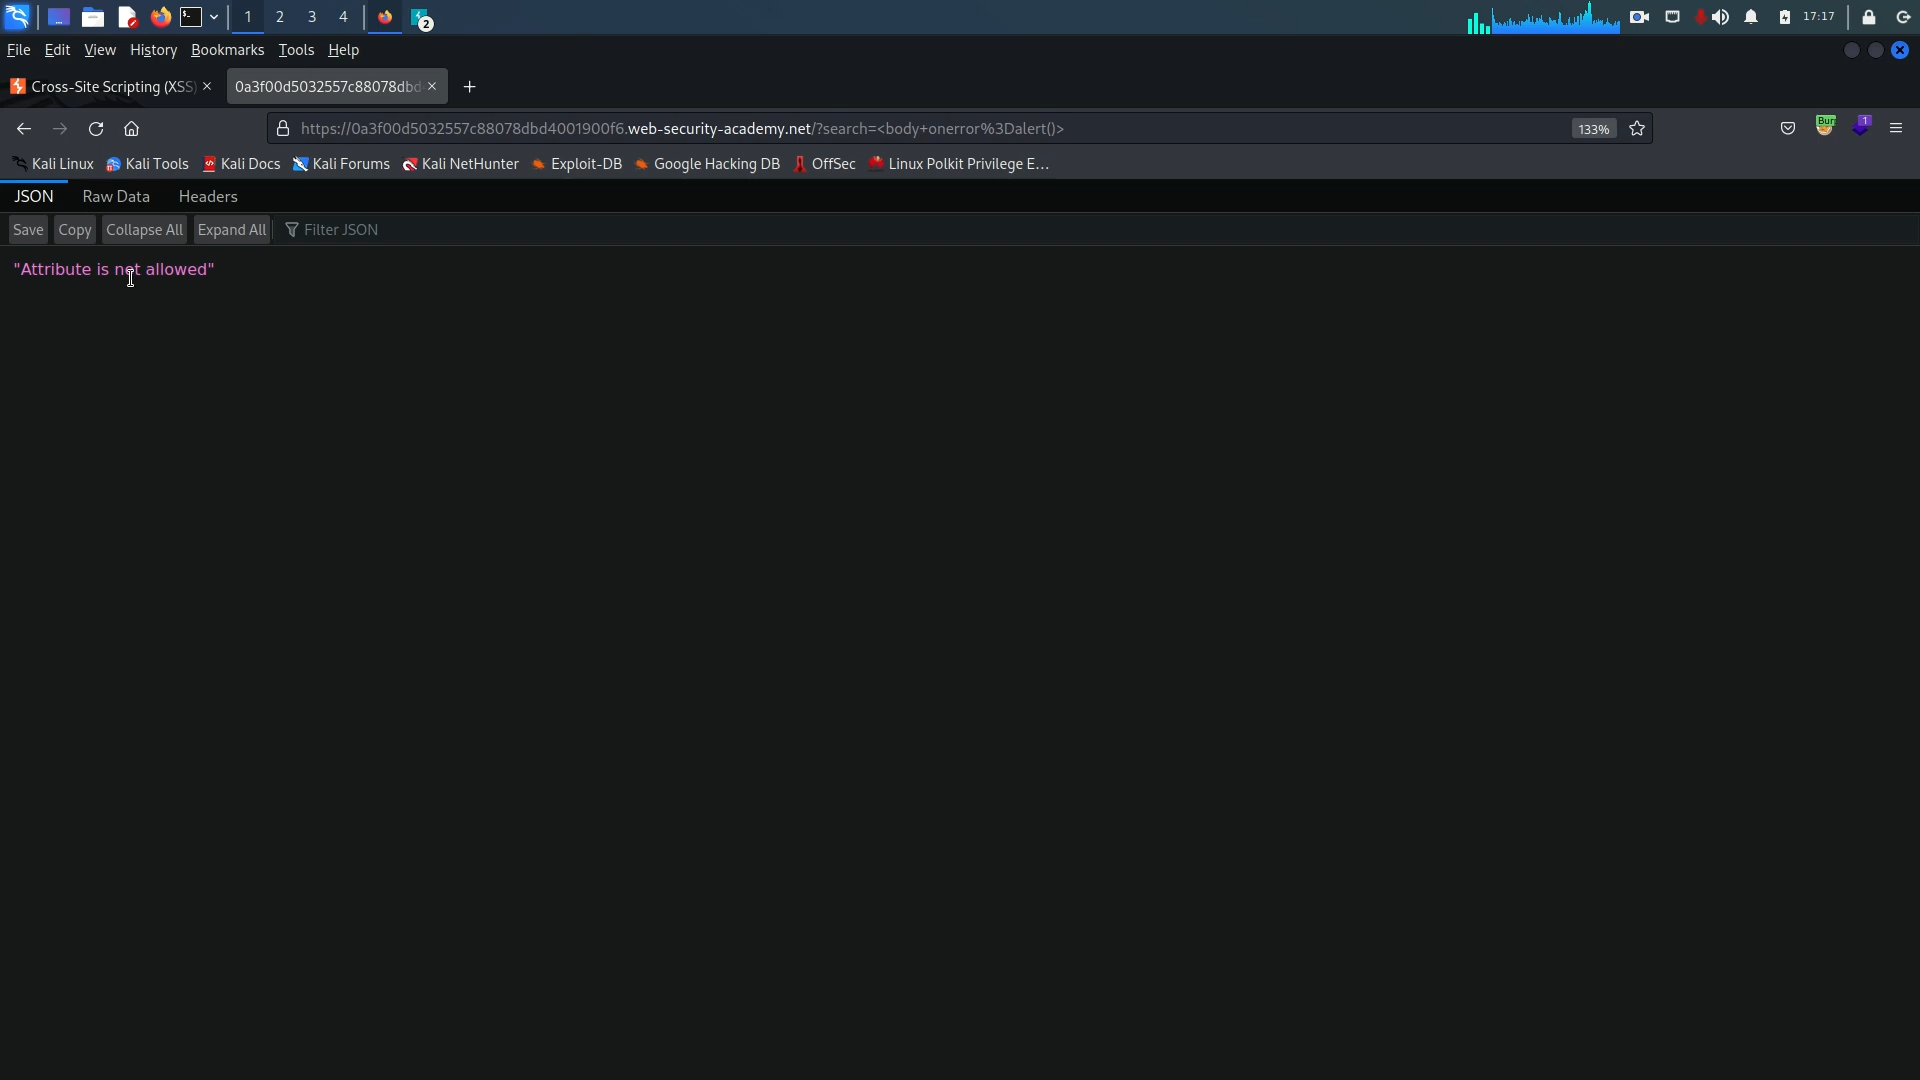 1 2 3 4 2 17:17
File Edit View History Bookmarks Tools Help
Cross-Site Scripting (XSS) 0a3f00d5032557c88078dbd
https://0a3f00d5032557c88078dbd4001900f6.web-security-academy.net/?search=<body+onerror%3Dalert()> 133% Burp 1
Kali Linux Kali Tools Kali Docs Kali Forums Kali NetHunter Exploit-DB Google Hacking DB OffSec Linux Polkit Privilege E...
JSON Raw Data Headers
Save Copy Collapse All Expand All Filter JSON
"Attribute is not allowed"